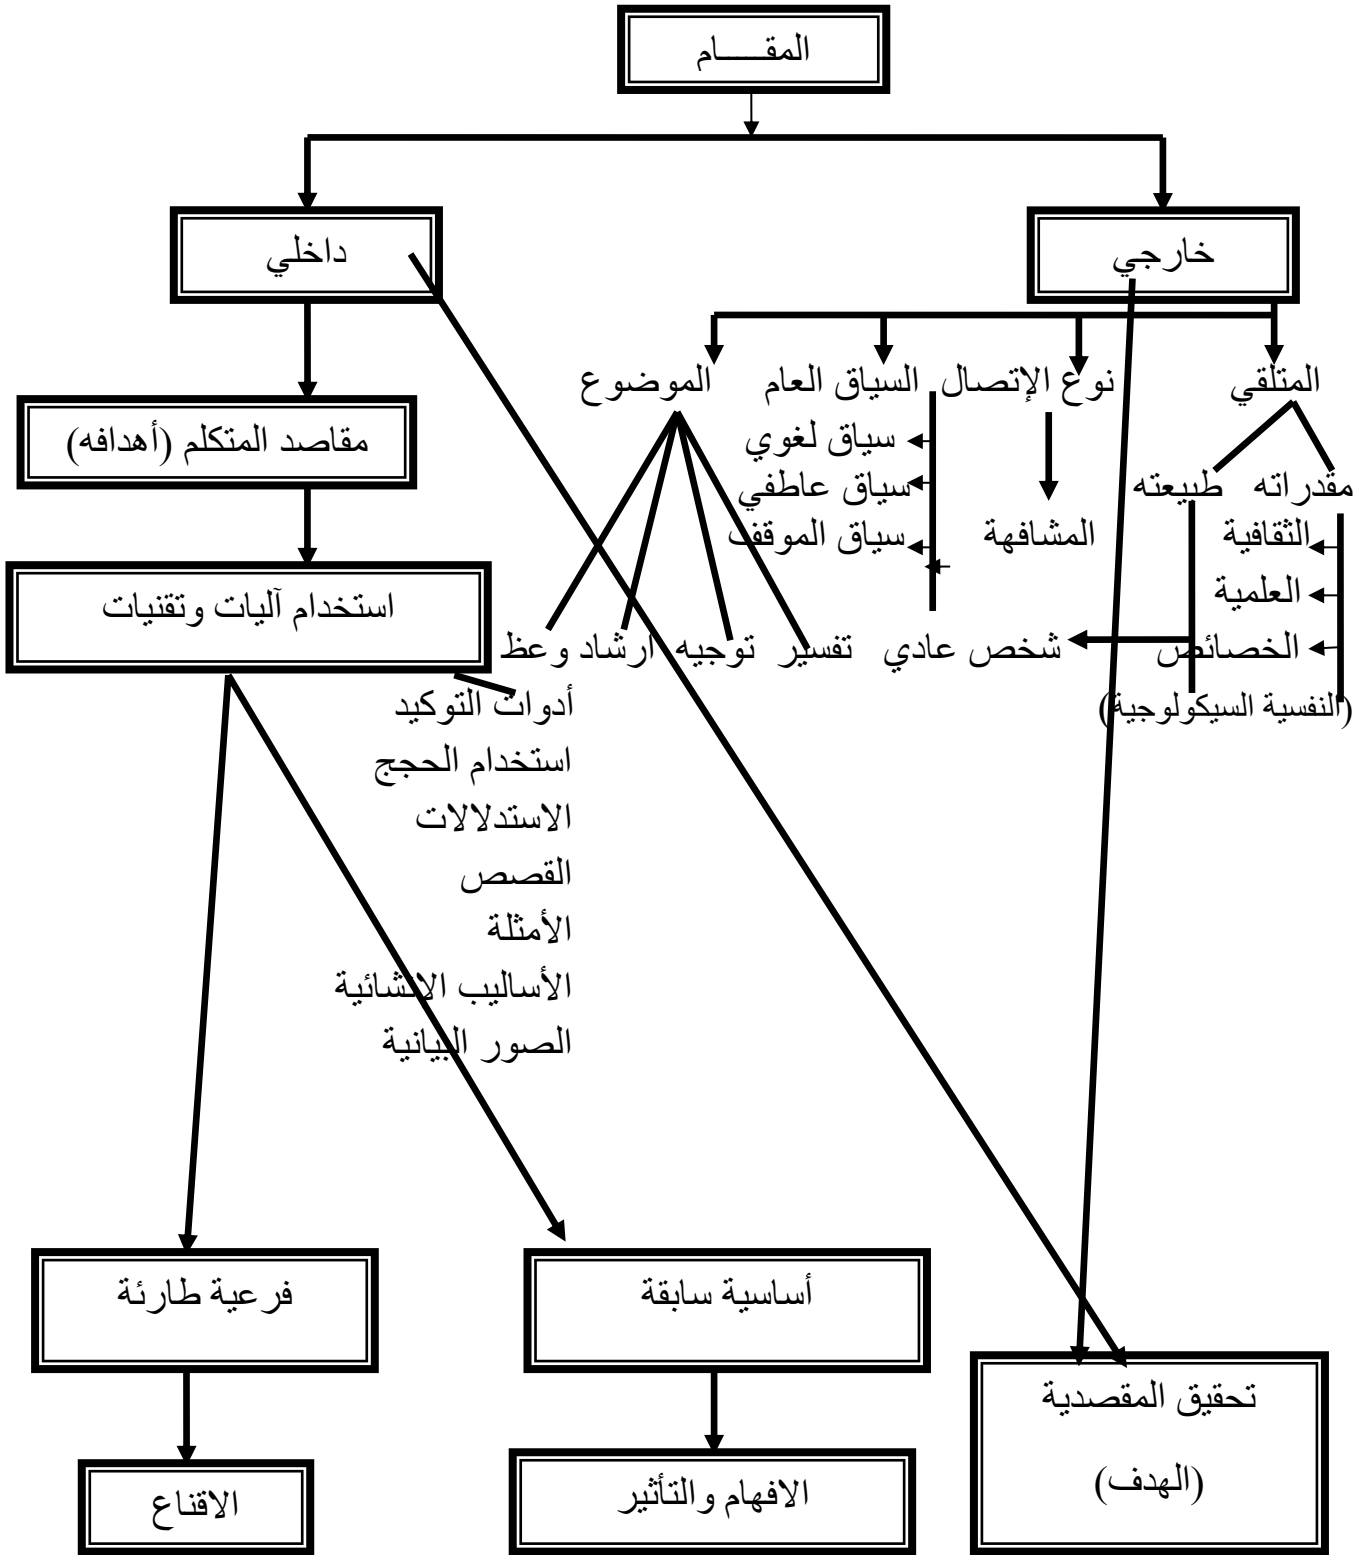 المقـــــام
خارجي
داخلي
المتلقي
نوع الإتصال
السياق العام
الموضوع
مقاصد المتكلم (أهدافه)
سياق لغوي
مقدراته
طبيعته
سياق عاطفي
الثقافية
المشافهة
سياق الموقف
العلمية
استخدام آليات وتقنيات
الخصائص
شخص عادي
تفسير
توجيه
ارشاد
وعظ
(النفسية السيكولوجية)
أدوات التوكيد
استخدام الحجج
الاستدلالات
القصص
الأمثلة
الأساليب الانشائية
الصور البيانية
أساسية سابقة
فرعية طارئة
تحقيق المقصدية
(الهدف)
الافهام والتأثير
الاقناع